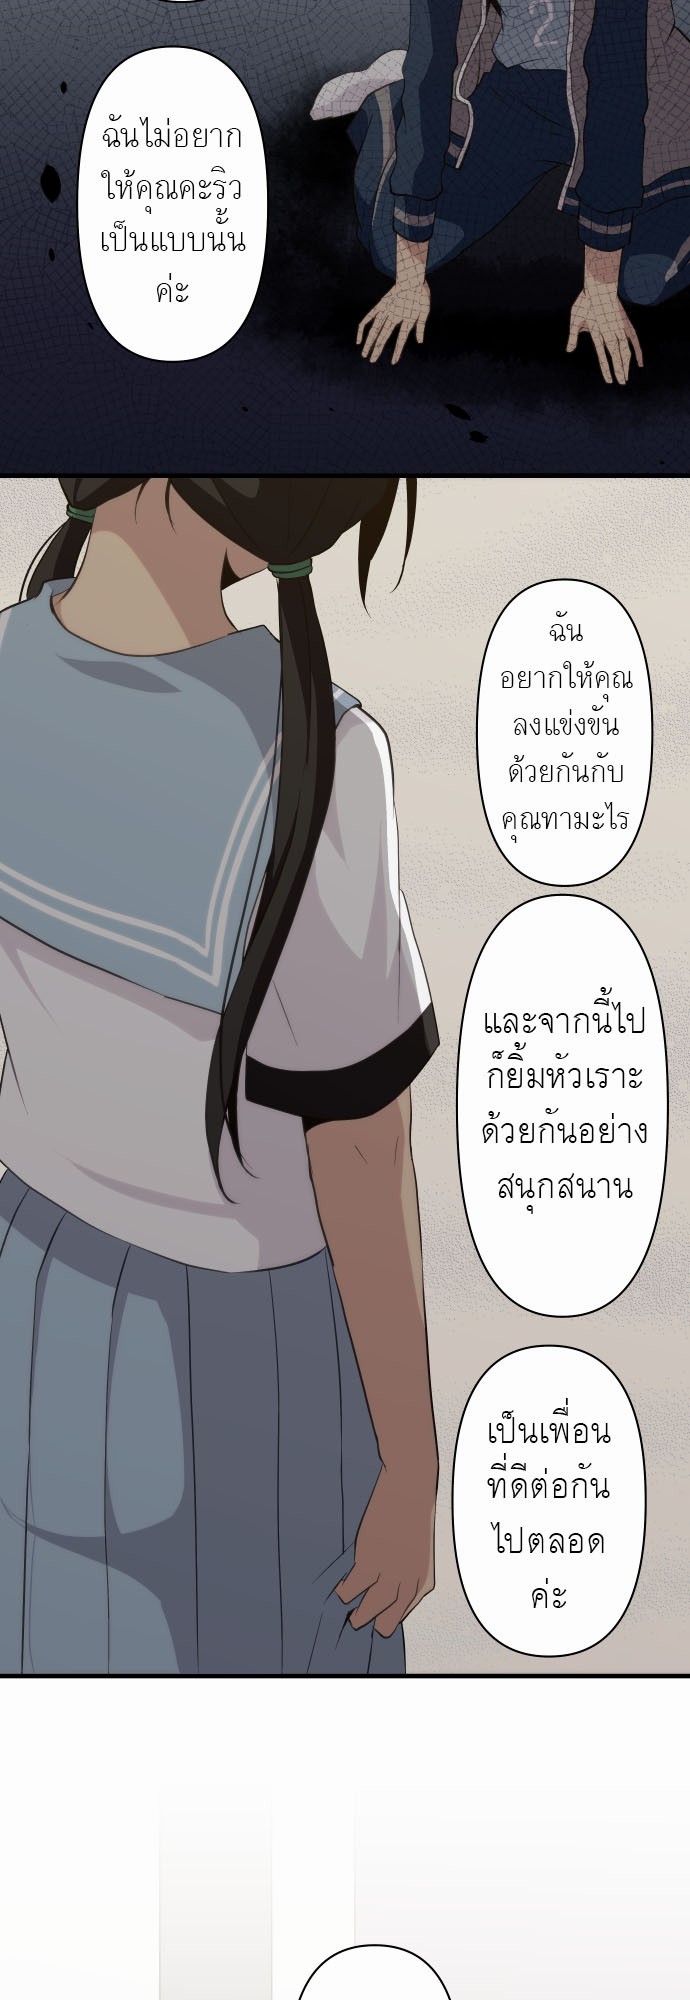 2
ฉันไม่อยาก
ให้คุณคะริว
เป็นแบบนั้น
ค่ะ
ฉัน
อยากให้คุณ
ลงแข่งขัน
ด้วยกันกับ
คุณทามะไร
และจากนี้ไป
ก็ยิ้มหัวเราะ
ด้วยกันอย่าง
สนุกสนาน
เป็นเพื่อน
ที่ดีต่อกัน
ไปตลอด
ค่ะ